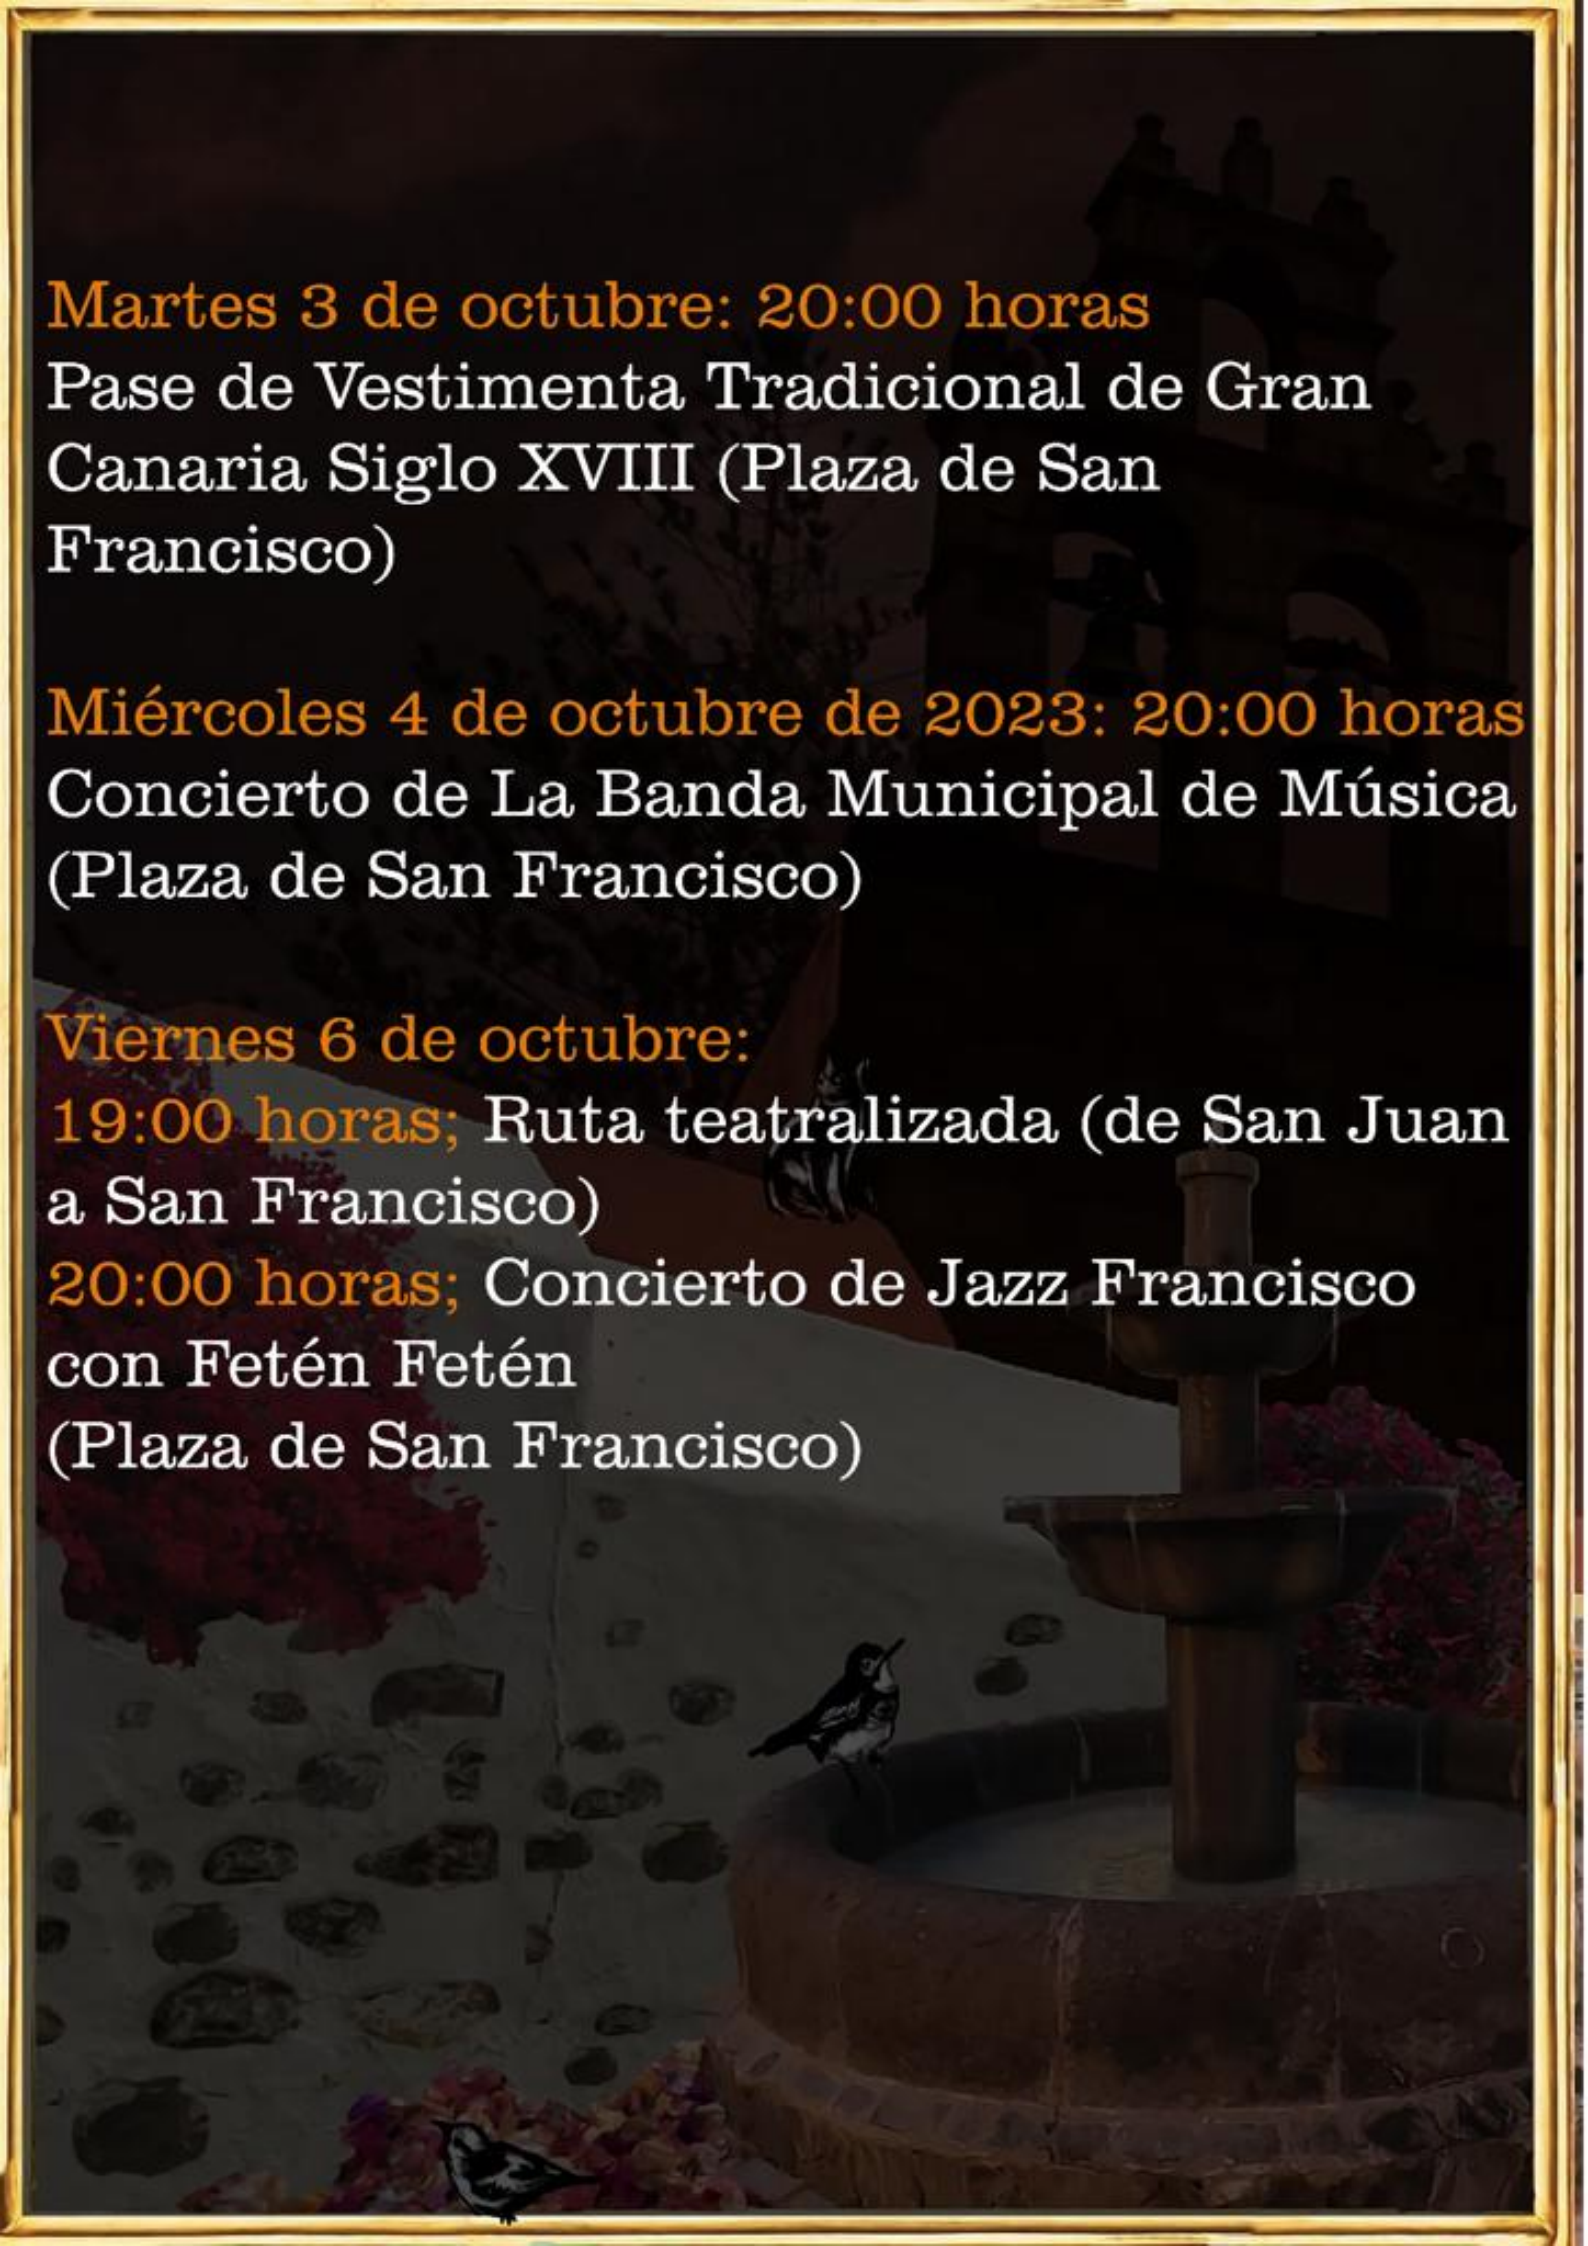 Martes 3 de octubre: 20:00 horas
Pase de Vestimenta Tradicional de Gran
Canaria Siglo XVIII (Plaza de San
Francisco)
Miércoles 4 de octubre de 2023: 20:00 horas
Concierto de La Banda Municipal de Música
(Plaza de San Francisco)
Viernes 6 de octubre:
19:00 horas; Ruta teatralizada (de San Juan
a San Francisco)
20:00 horas; Concierto de Jazz Francisco
con Fetén Fetén
(Plaza de San Francisco)